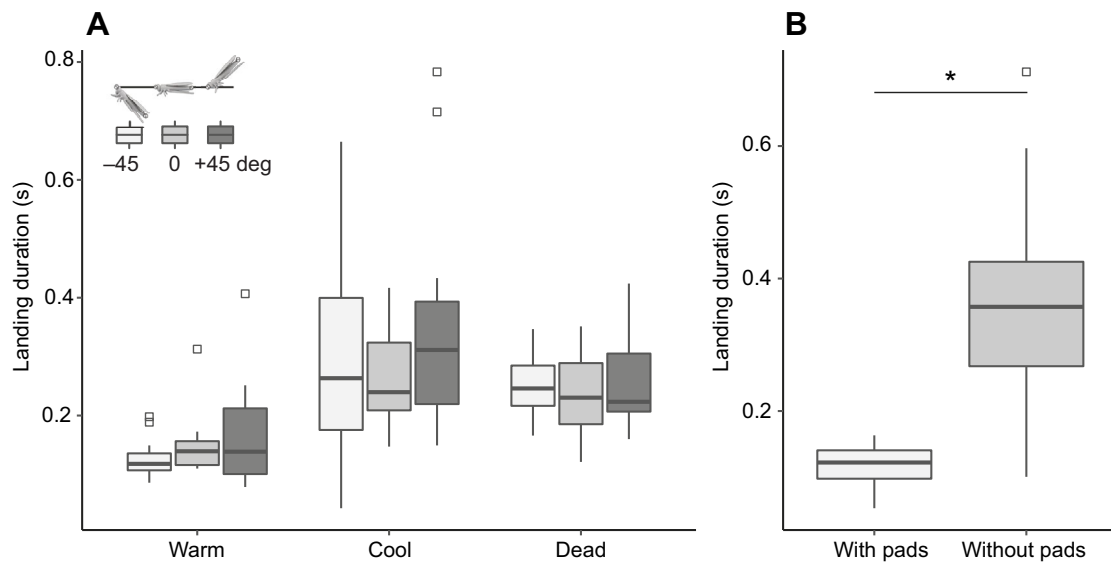 A
Landing duration (s)
0.8
0.6
0.4
0.2
–45 0 +45 deg
Warm Cool Dead
B
*
Landing duration (s)
0.6
0.4
0.2
With pads Without pads